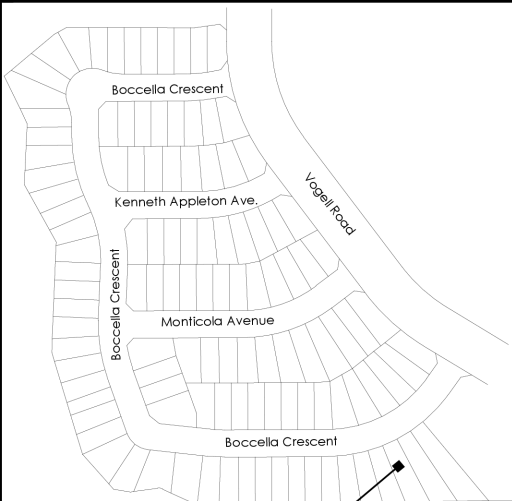 Boccella Crescent
Kenneth Appleton Ave.
Vogell Road
Boccella Crescent
Monticola Avenue
Boccella Crescent